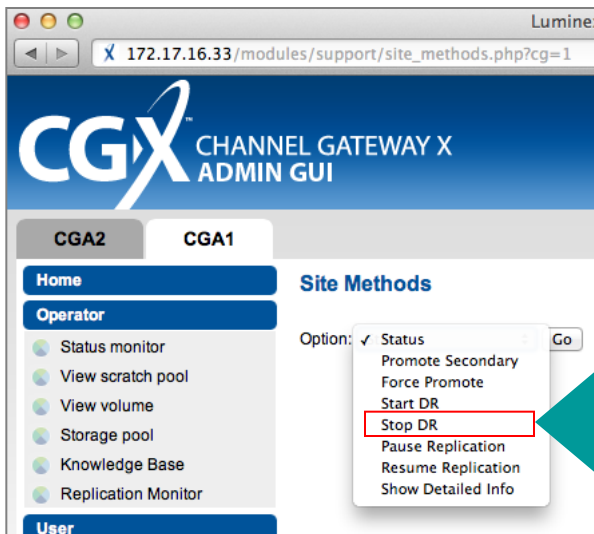 Lumine
172.17.16.33/modules/support/site_methods.php?cg=1
CGX™ CHANNEL GATEWAY X
ADMIN GUI
CGA2 CGA1
Home
Operator
Status monitor
View scratch pool
View volume
Storage pool
Knowledge Base
Replication Monitor
User
Site Methods
Option: ✓ Status Go
Promote Secondary
Force Promote
Start DR
Stop DR
Pause Replication
Resume Replication
Show Detailed Info